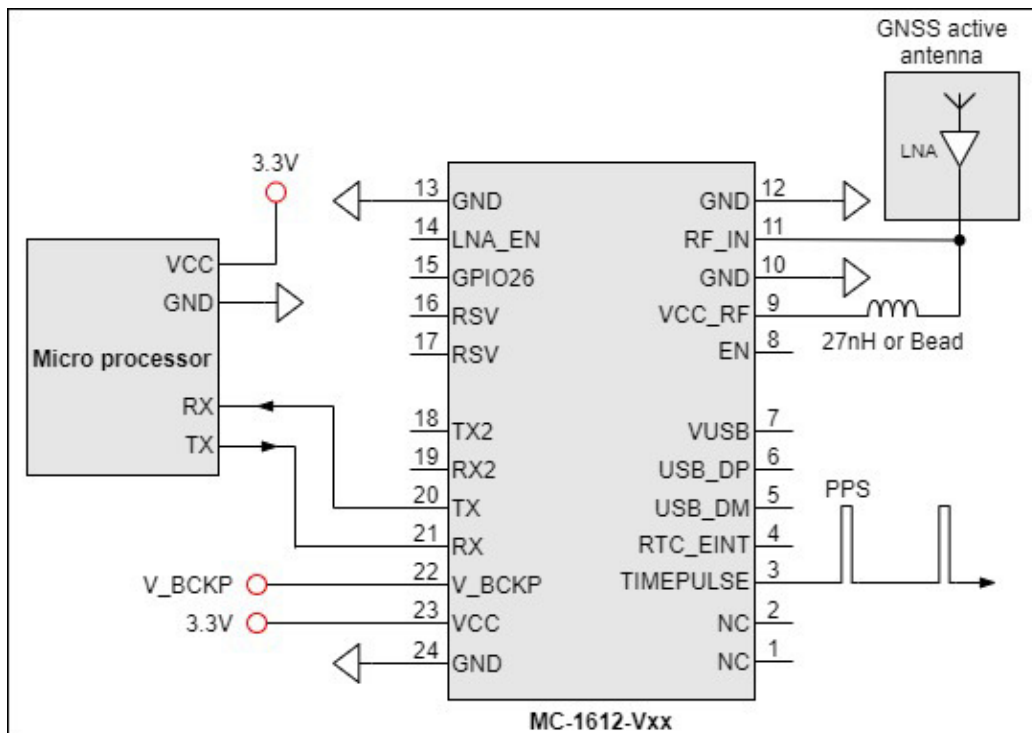 GNSS active
antenna
LNA
3.3V
VCC
GND
Micro processor
RX
TX
13 GND
14 LNA_EN
15 GPIO26
16 RSV
17 RSV
18 TX2
19 RX2
20 TX
21 RX
V_BCKP 22 V_BCKP
3.3V 23 VCC
24 GND
GND 12
RF_IN 11
GND 10
VCC_RF 9
27nH or Bead
EN 8
VUSB 7
USB_DP 6
USB_DM 5
PPS
RTC_EINT 4
TIMEPULSE 3
NC 2
NC 1
MC-1612-Vxx